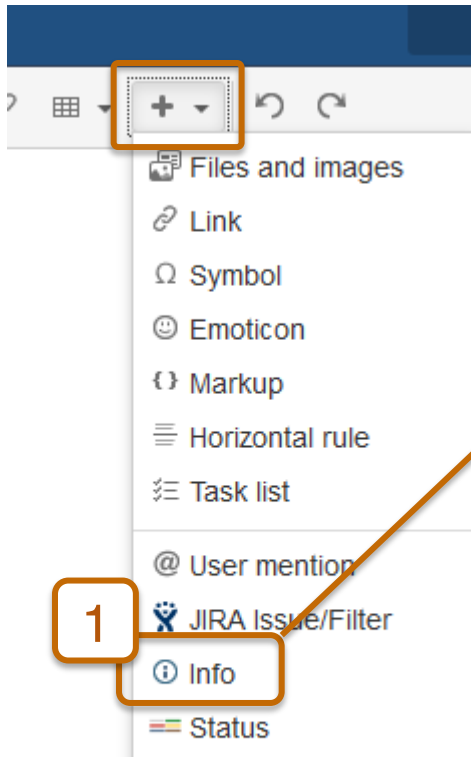 Files and images
Link
Symbol
Emoticon
Markup
Horizontal rule
Task list
User mention
JIRA Issue/Filter
1
Info
Status